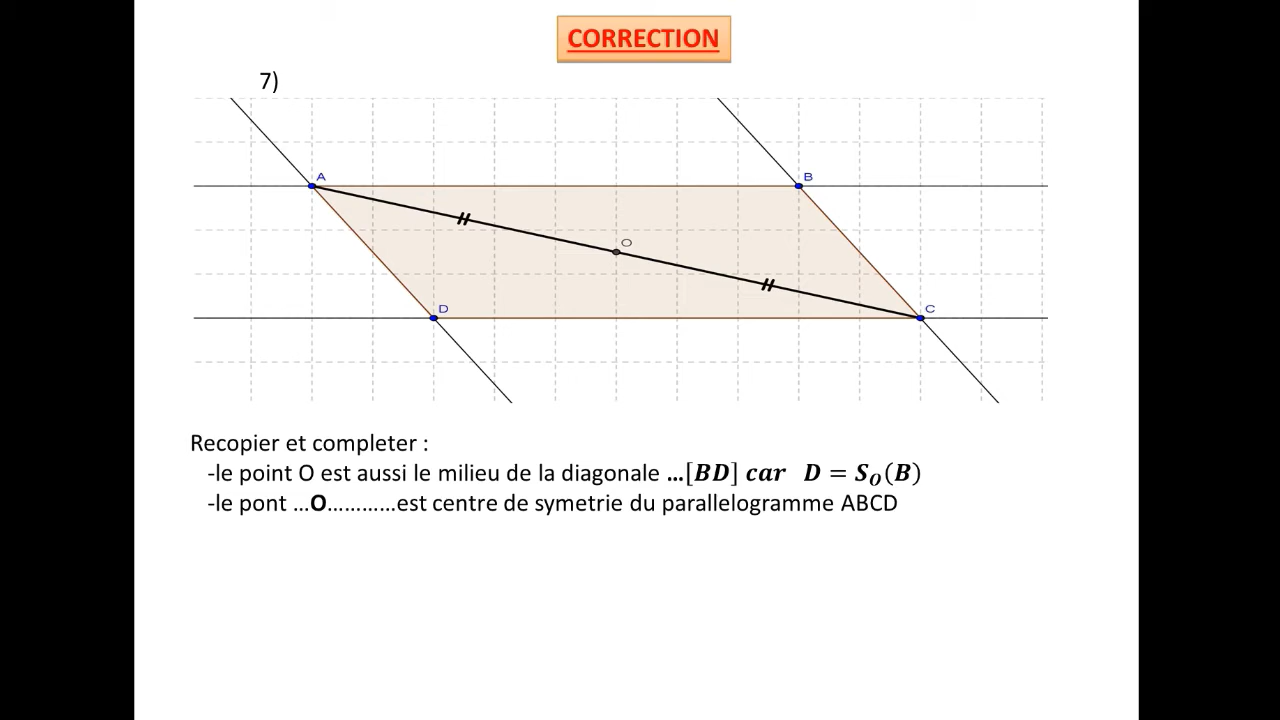 CORRECTION
7)
A
B
O
D
C
Recopier et completer :
-le point O est aussi le milieu de la diagonale ...[BD] car D = S_O(B)
-le pont ...O............est centre de symetrie du parallelogramme ABCD